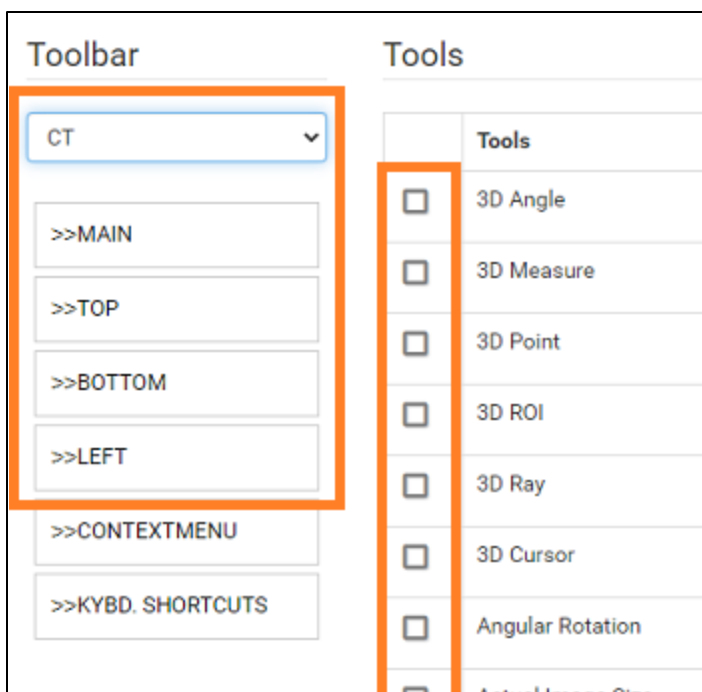 Toolbar
CT
>>MAIN
>>TOP
>>BOTTOM
>>LEFT
>>CONTEXTMENU
>>KYBD. SHORTCUTS
Tools
Tools
3D Angle
3D Measure
3D Point
3D ROI
3D Ray
3D Cursor
Angular Rotation